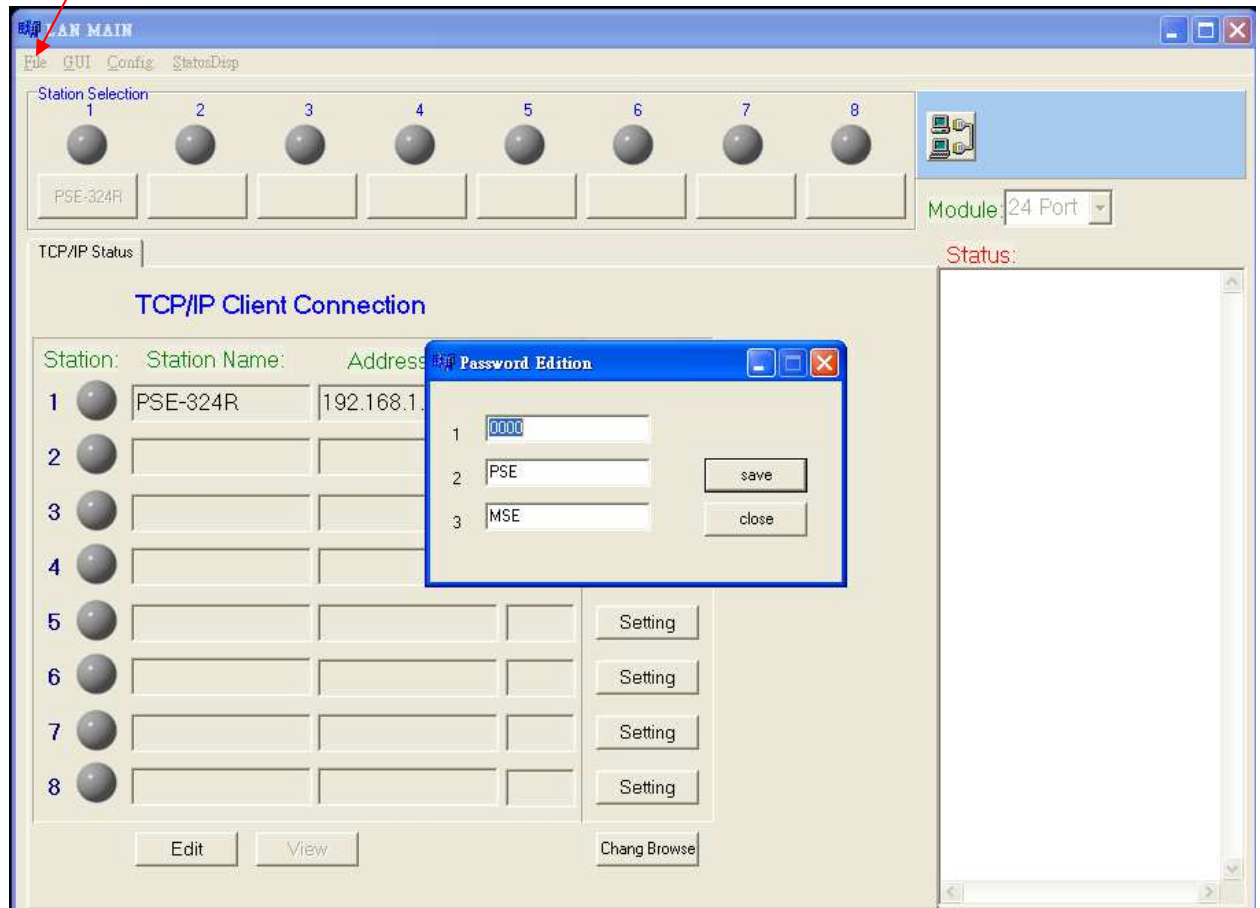 LAN MAIN
File GUI Config StatusDisp
Station Selection
1 2 3 4 5 6 7 8
PSE-324R
Module: 24 Port
TCP/IP Status
Status:
TCP/IP Client Connection
Station: Station Name: Address
1 PSE-324R 192.168.1.
2
3
4
5 Setting
6 Setting
7 Setting
8 Setting
Edit View Chang Browse
Password Edition
1 0000
2 PSE save
3 MSE close